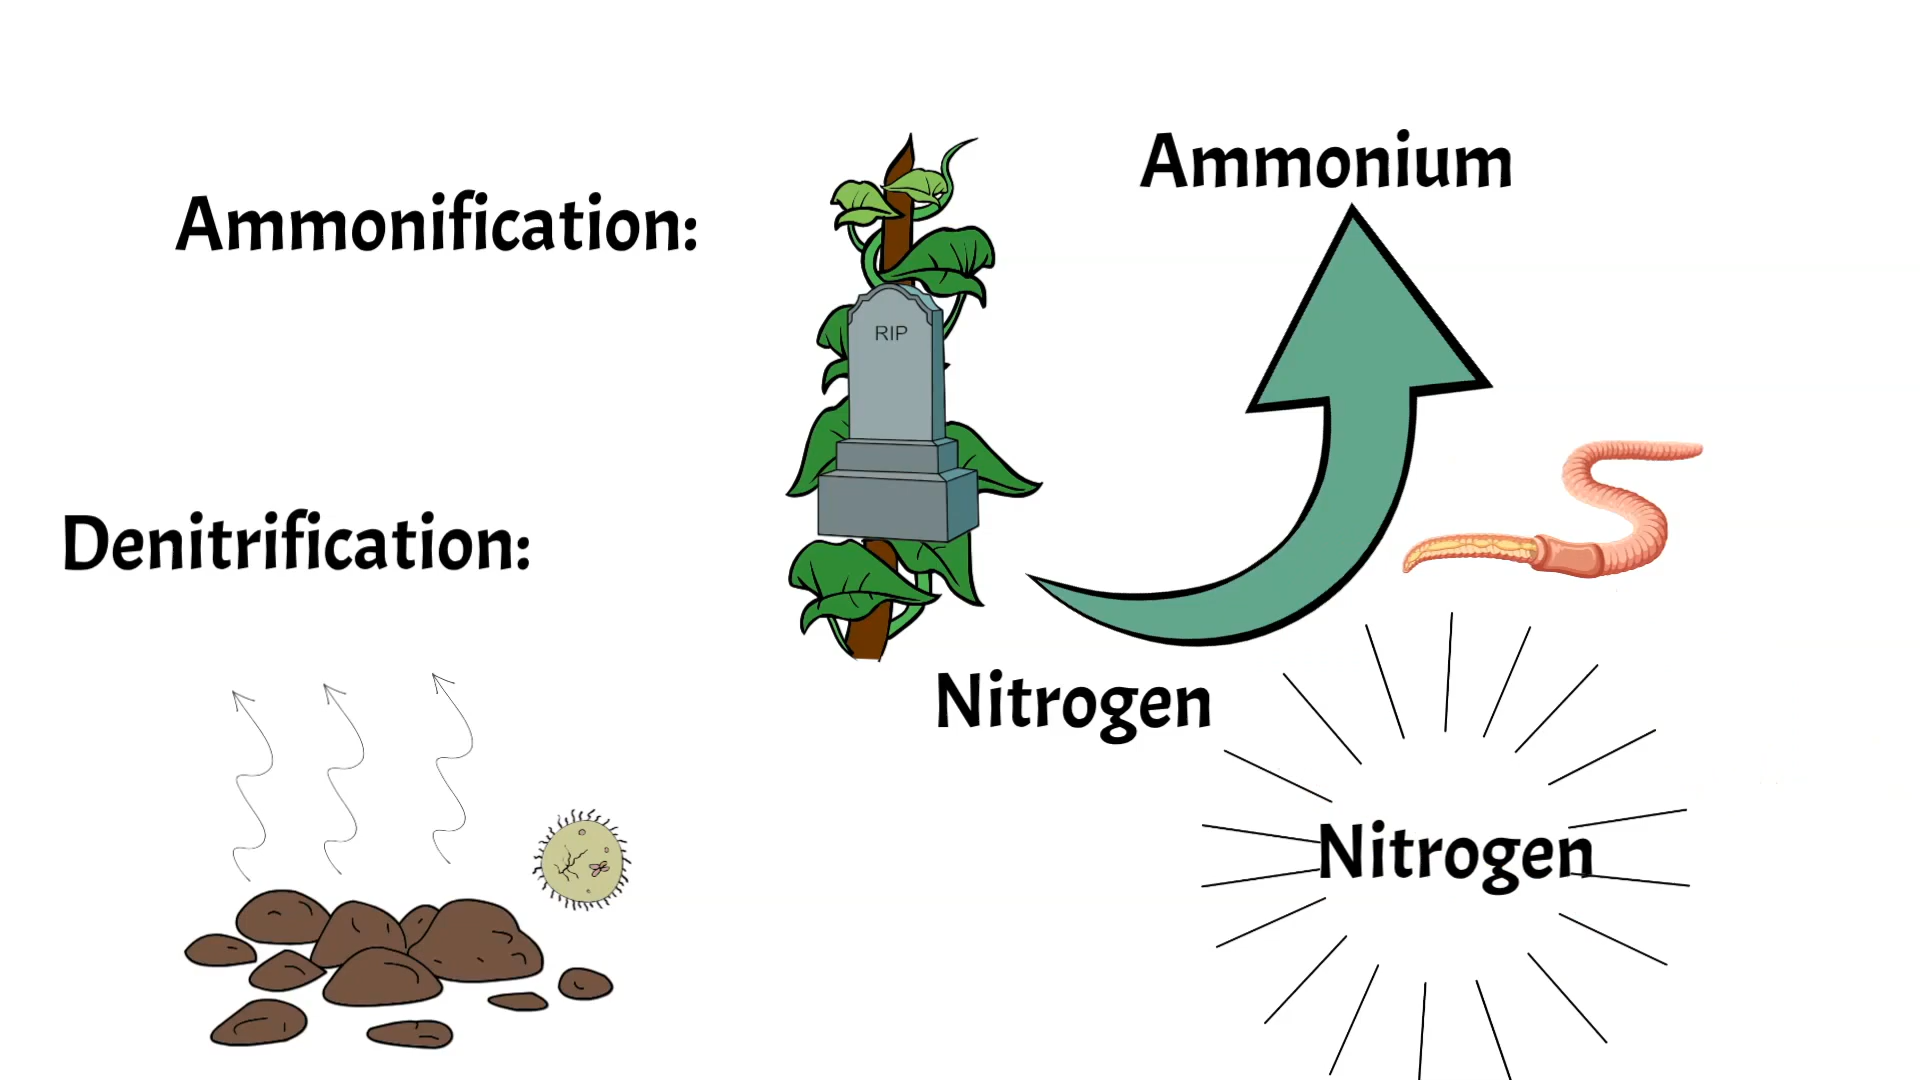 Ammonium
Ammonification:
RIP
Denitrification:
Nitrogen
Nitrogen